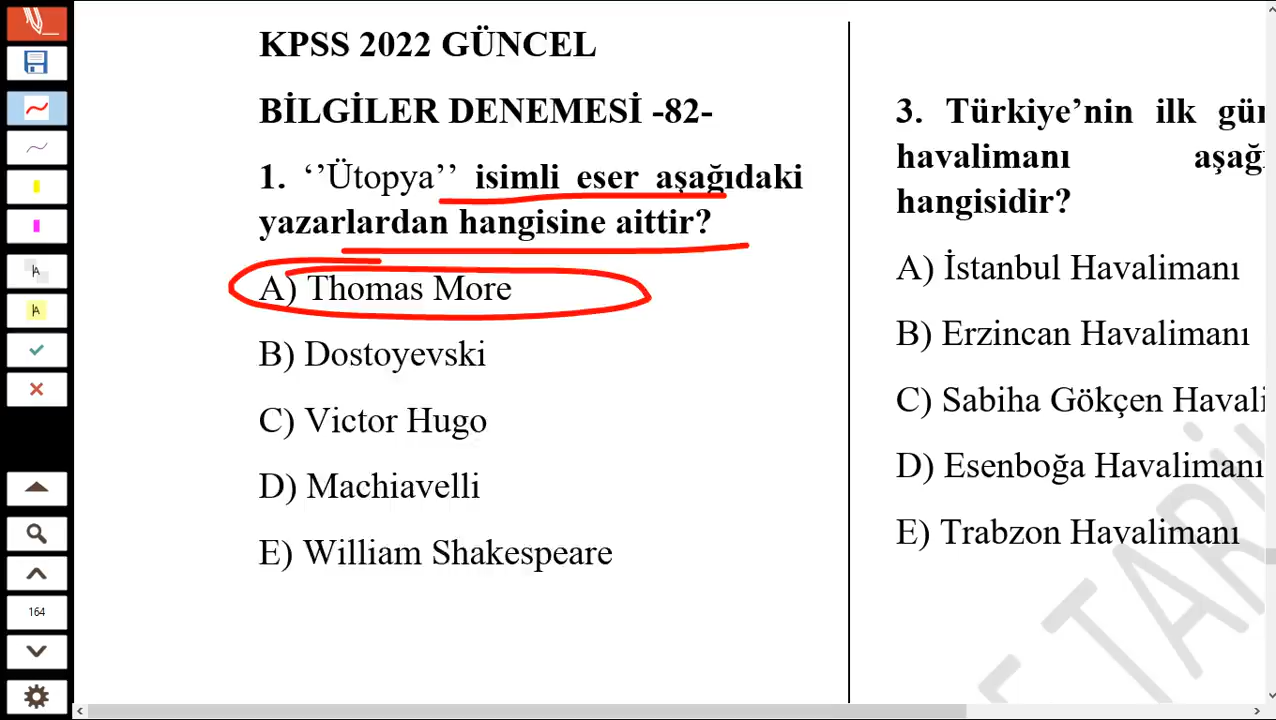 KPSS 2022 GÜNCEL
BİLGİLER DENEMESİ -82-
1. ‘’Ütopya’’ isimli eser aşağıdaki
yazarlardan hangisine aittir?
A) Thomas More
B) Dostoyevski
C) Victor Hugo
D) Machiavelli
E) William Shakespeare
3. Türkiye’nin ilk
havalimanı
hangisidir?
A) İstanbul Havalimanı
B) Erzincan Havalimanı
C) Sabiha Gökçen
D) Esenboğa Havalimanı
E) Trabzon Havalimanı
164